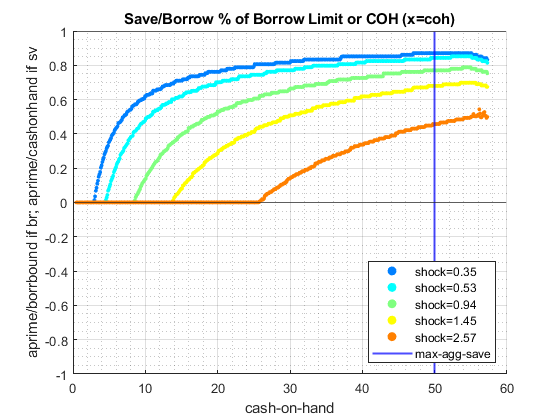 Save/Borrow % of Borrow Limit or COH (x=coh)
aprime/borrbound if br; aprime/cashonhand if sv
1
0.8
0.6
0.4
0.2
0
-0.2
-0.4
-0.6
-0.8
-1
shock=0.35
shock=0.53
shock=0.94
shock=1.45
shock=2.57
max-agg-save
0 10 20 30 40 50 60
cash-on-hand